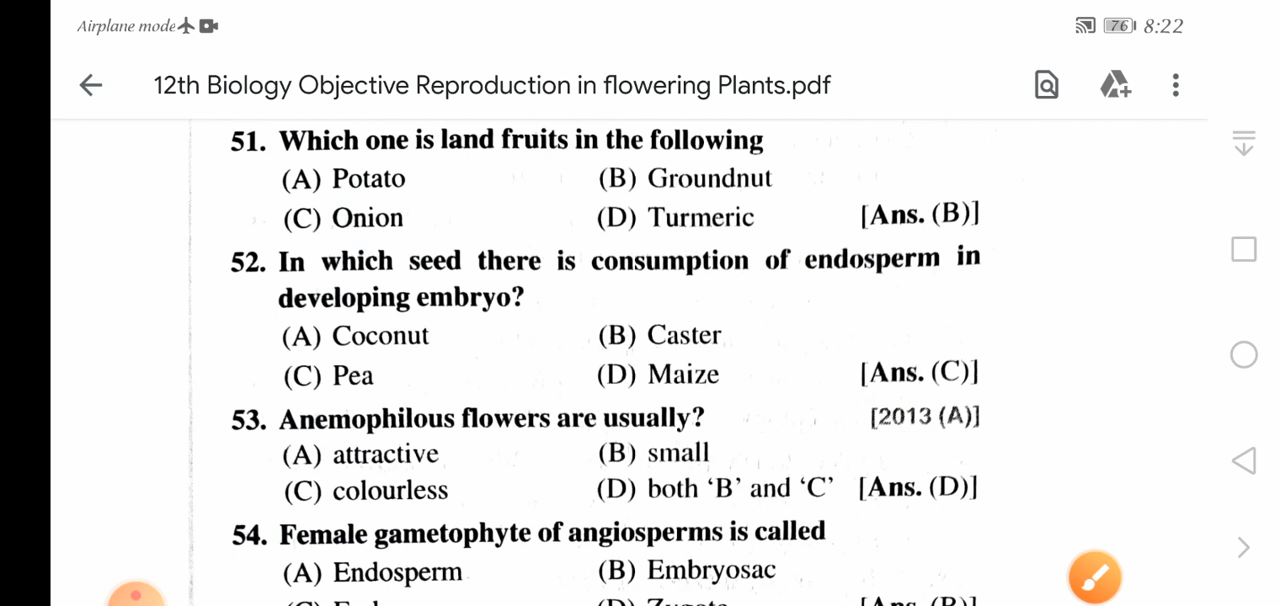 Airplane mode 76 8:22
12th Biology Objective Reproduction in flowering Plants.pdf
51. Which one is land fruits in the following
(A) Potato (B) Groundnut
(C) Onion (D) Turmeric [Ans. (B)]
52. In which seed there is consumption of endosperm in
developing embryo?
(A) Coconut (B) Caster
(C) Pea (D) Maize [Ans. (C)]
53. Anemophilous flowers are usually? [2013 (A)]
(A) attractive (B) small
(C) colourless (D) both ‘B’ and ‘C’ [Ans. (D)]
54. Female gametophyte of angiosperms is called
(A) Endosperm (B) Embryosac